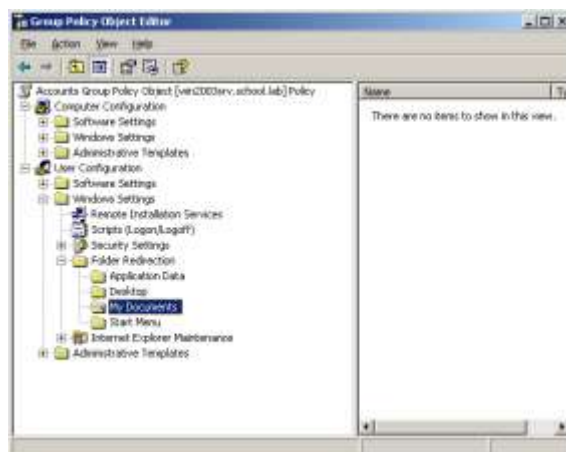 Group Policy Object Editor
File Action View Help
Accounts Group Policy Object [win2003srv.school.lab] Policy
Computer Configuration
Software Settings
Windows Settings
Administrative Templates
User Configuration
Software Settings
Windows Settings
Remote Installation Services
Scripts (Logon/Logoff)
Security Settings
Folder Redirection
Application Data
Desktop
My Documents
Start Menu
Internet Explorer Maintenance
Administrative Templates
Name
There are no items to show in this view.